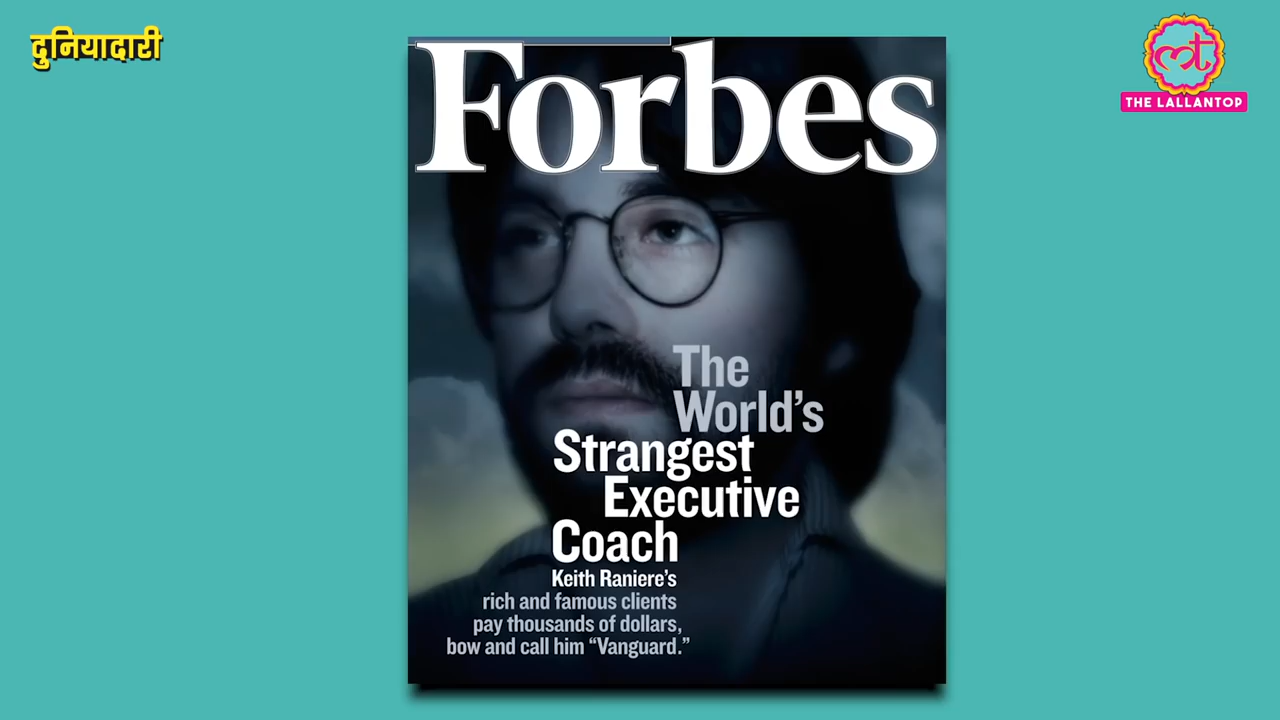 दुनियादारी
लт
THE LALLANTOP
Forbes
The
World’s
Strangest
Executive
Coach
Keith Raniere’s
rich and famous clients
pay thousands of dollars,
bow and call him “Vanguard.”